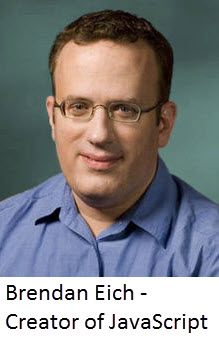 Brendan Eich -
Creator of JavaScript